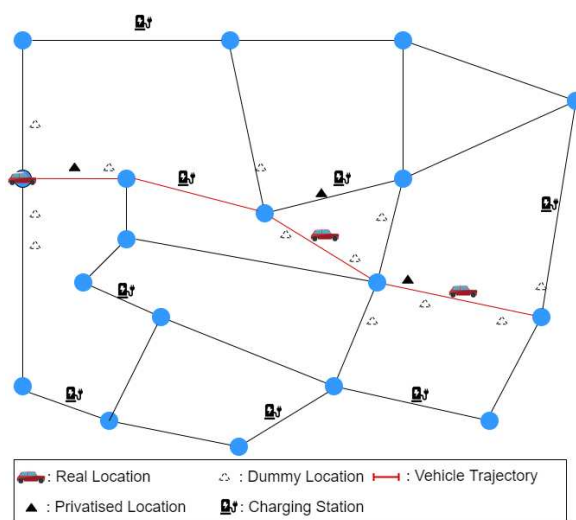 : Real Location : Dummy Location : Vehicle Trajectory
: Privatised Location : Charging Station